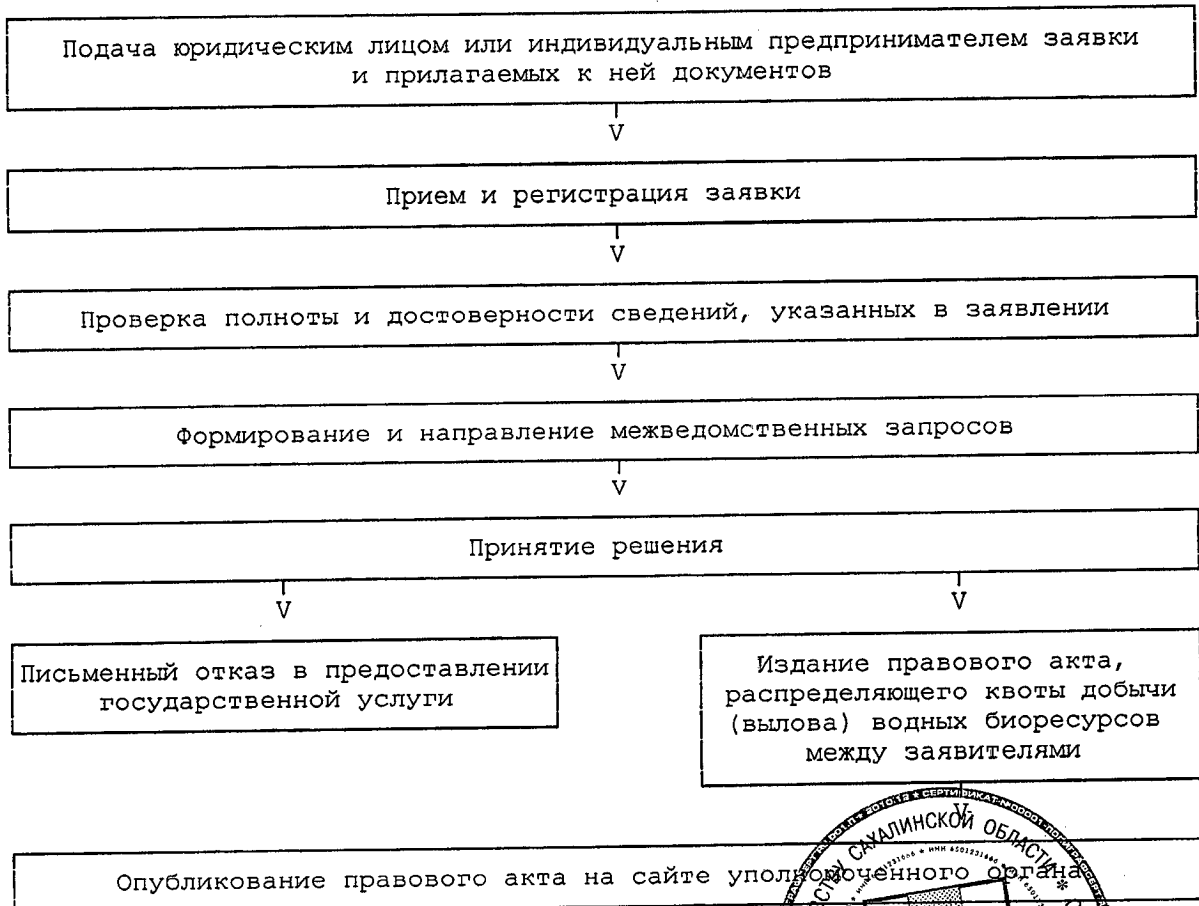 Подача юридическим лицом или индивидуальным предпринимателем заявки
и прилагаемых к ней документов
V
Прием и регистрация заявки
V
Проверка полноты и достоверности сведений, указанных в заявлении
V
Формирование и направление межведомственных запросов
V
Принятие решения
V
V
Письменный отказ в предоставлении
государственной услуги
Издание правового акта,
распределяющего квоты добычи
(вылова) водных биоресурсов
между заявителями
V
САХАЛИНСКОЙ ОБЛАСТИ *
Опубликование правового акта на сайте уполномоченного органа